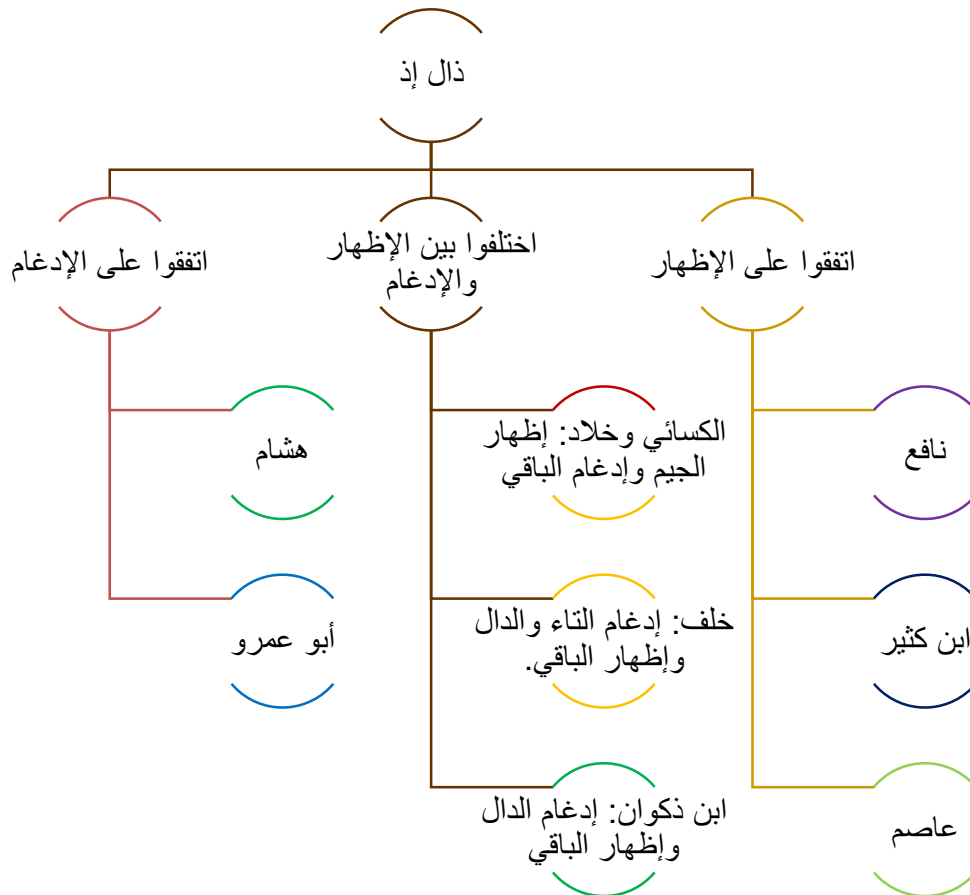 ذال إذ
اتفقوا على الإظهار
اختلفوا بين الإظهار
والإدغام
اتفقوا على الإدغام
نافع
ابن كثير
عاصم
الكسائي وخلاد: إظهار
الجيم وإدغام الباقي
خلف: إدغام التاء والدال
وإظهار الباقي.
ابن ذكوان: إدغام الدال
وإظهار الباقي
هشام
أبو عمرو